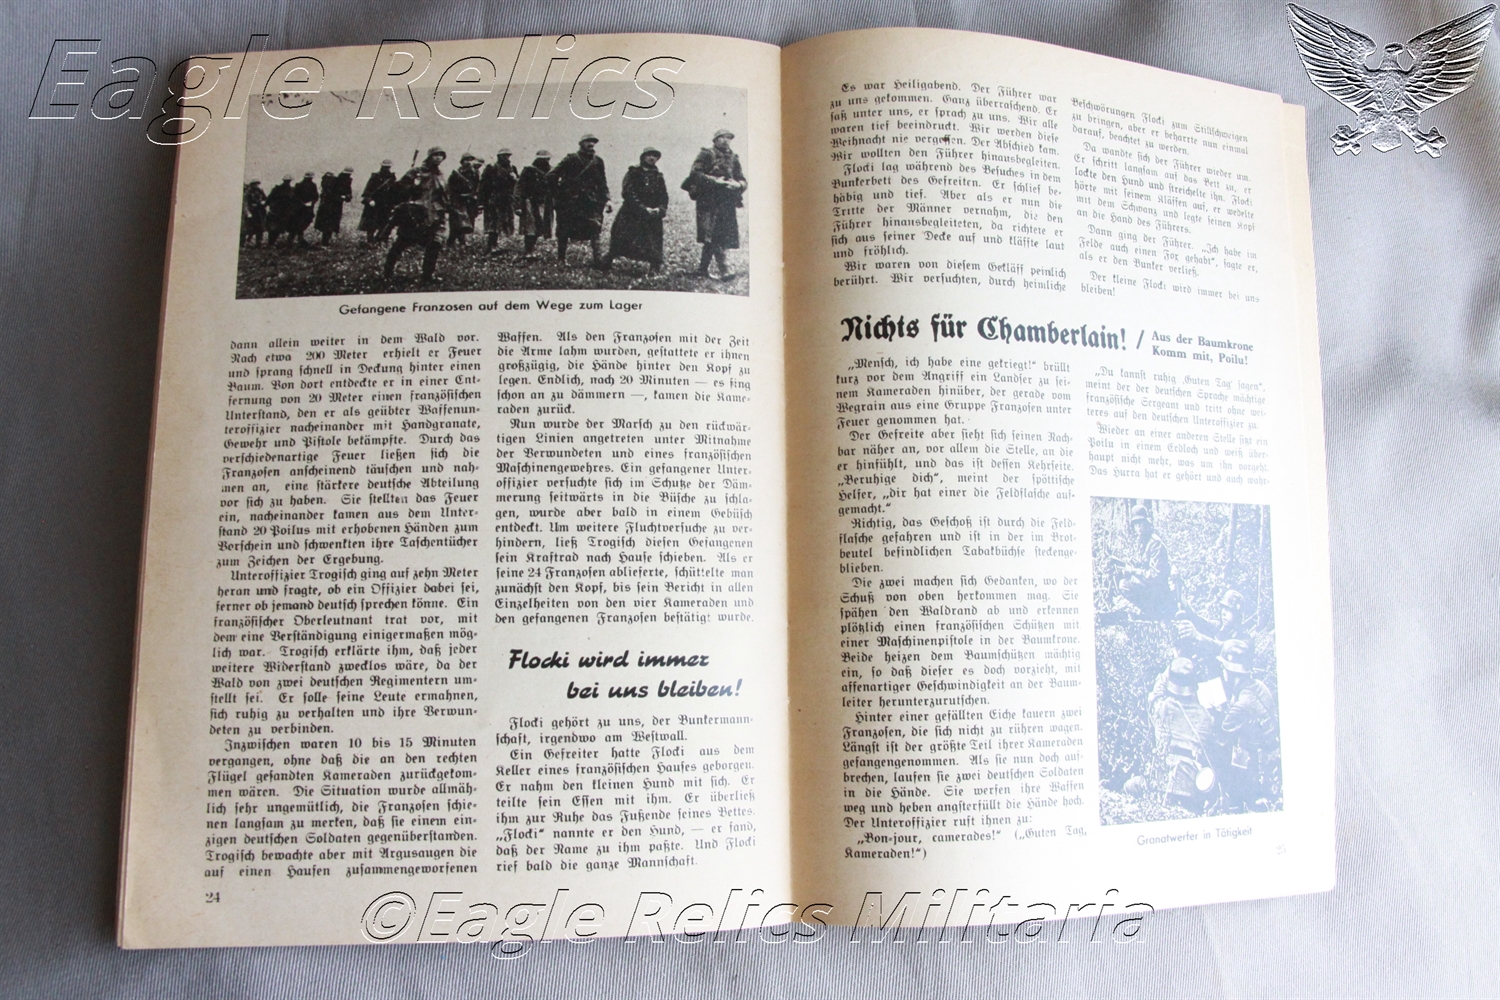 Eagle Relics
Gefangene Franzosen auf dem Wege zum Lager
dann allein weiter in dem Wald vor.
Nach etwa 200 Meter erhielt er Feuer
und sprang schnell in Deckung hinter einen
Baum. Von dort entdeckte er in einer Ent-
fernung von 20 Meter einen französischen
Unterstand, den er als geübter Waffenun-
teroffizier nacheinander mit Handgranate,
Gewehr und Pistole bekämpfte. Durch das
verschiedenartige Feuer ließen sich die
Franzosen anscheinend täuschen und nah-
men an, eine stärkere deutsche Abteilung
vor sich zu haben. Sie stellten das Feuer
ein, nacheinander kamen aus dem Unter-
stand 20 Poilus mit erhobenen Händen zum
Vorschein und schwenkten ihre Taschentücher
zum Zeichen der Ergebung.
Unteroffizier Trogisch ging auf zehn Meter
heran und fragte, ob ein Offizier dabei sei,
ferner ob jemand deutsch sprechen könne. Ein
französischer Oberleutnant trat vor, mit
dem eine Verständigung einigermaßen mög-
lich war. Trogisch erklärte ihm, daß jeder
weitere Widerstand zwecklos wäre, da der
Wald von zwei deutschen Regimentern um-
stellt sei. Er solle seine Leute ermahnen,
sich ruhig zu verhalten und ihre Verwun-
deten zu verbinden.
Inzwischen waren 10 bis 15 Minuten
vergangen, ohne daß die an den rechten
Flügel gesandten Kameraden zurückgekom-
men wären. Die Situation wurde allmäh-
lich sehr ungemütlich, die Franzosen schie-
nen langsam zu merken, daß sie einem ein-
zigen deutschen Soldaten gegenüberstanden.
Trogisch bewachte aber mit Argusaugen die
auf einen Haufen zusammengeworfenen
24
Waffen. Als den Franzosen mit der Zeit
die Arme lahm wurden, gestattete er ihnen
großzügig, die Hände hinter den Kopf zu
legen. Endlich, nach 20 Minuten — es fing
schon an zu dämmern —, kamen die Kame-
raden zurück.
Nun wurde der Marsch zu den rückwär-
tigen Linien angetreten unter Mitnahme
der Verwundeten und eines französischen
Maschinengewehres. Ein gefangener Unter-
offizier versuchte sich im Schutze der Däm-
merung seitwärts in die Büsche zu schla-
gen, wurde aber bald in einem Gebüsch
entdeckt. Um weitere Fluchtversuche zu ver-
hindern, ließ Trogisch diesen Gefangenen
sein Kraftrad nach Hause schieben. Als er
seine 24 Franzosen ablieferte, schüttelte man
zunächst den Kopf, bis sein Bericht in allen
Einzelheiten von den vier Kameraden und
den gefangenen Franzosen bestätigt wurde.
Flocki wird immer
bei uns bleiben!
Flocki gehört zu uns, der Bunkermann-
schaft, irgendwo am Westwall.
Ein Gefreiter hatte Flocki aus dem
Keller eines französischen Hauses geborgen.
Er nahm den kleinen Hund mit sich. Er
teilte sein Essen mit ihm. Er überließ
ihm zur Ruhe das Fußende seines Bettes.
„Flocki“ nannte er den Hund, — er fand,
daß der Name zu ihm paßte. Und Flocki
rief bald die ganze Mannschaft.
Es war Heiligabend. Der Führer war
zu uns gekommen. Ganz überraschend. Er
saß unter uns, er sprach zu uns. Wir alle
waren tief beeindruckt. Wir werden diese
Weihnacht nie vergessen. Der Abschied kam.
Wir wollten den Führer hinausbegleiten.
Flocki lag während des Besuches in dem
Bunkerbett des Gefreiten. Er schlief be-
häbig und tief. Aber als er nun die
Tritte der Männer vernahm, die den
Führer hinausbegleiteten, da richtete er
sich aus seiner Decke auf und kläffte laut
und fröhlich.
Wir waren von diesem Gekläff peinlich
berührt. Wir versuchten, durch heimliche
Beschwörungen Flocki zum Stillschweigen
zu bringen, aber er beharrte nun einmal
darauf, beachtet zu werden.
Da wandte sich der Führer wieder um.
Er schritt langsam auf das Bett zu, er
lockte den Hund und streichelte ihn. Flocki
hörte mit seinem Kläffen auf, er wedelte
mit dem Schwanz und legte seinen Kopf
an die Hand des Führers.
Dann ging der Führer. „Ich habe im
Felde auch einen Fox gehabt“, sagte er,
als er den Bunker verließ.
Der kleine Flocki wird immer bei uns
bleiben!
Nichts für Chamberlain! / Aus der Baumkrone
Komm mit, Poilu!
„Mensch, ich habe eine gekriegt!“ brüllt
kurz vor dem Angriff ein Landser zu sei-
nem Kameraden hinüber, der gerade vom
Wegrain aus eine Gruppe Franzosen unter
Feuer genommen hat.
Der Gefreite aber sieht sich seinen Nach-
bar näher an, vor allem die Stelle, an die
er hinfühlt, und das ist dessen Kehrseite.
„Beruhige dich“, meint der spöttische
Helfer, „dir hat einer die Feldflasche auf-
gemacht.“
Richtig, das Geschoß ist durch die Feld-
flasche gefahren und ist in der im Brot-
beutel befindlichen Tabakbüchse steckenge-
blieben.
Die zwei machen sich Gedanken, wo der
Schuß von oben herkommen mag. Sie
spähen den Waldrand ab und erkennen
plötzlich einen französischen Schützen mit
einer Maschinenpistole in der Baumkrone.
Beide heizen dem Baumschützen mächtig
ein, so daß dieser es doch vorzieht, mit
affenartiger Geschwindigkeit an der Baum-
leiter herunterzurutschen.
Hinter einer gefällten Eiche kauern zwei
Franzosen, die sich nicht zu rühren wagen.
Längst ist der größte Teil ihrer Kameraden
gefangengenommen. Als sie nun doch auf-
brechen, laufen sie zwei deutschen Soldaten
in die Hände. Sie werfen ihre Waffen
weg und heben angsterfüllt die Hände hoch.
Der Unteroffizier ruft ihnen zu:
„Bon-jour, camerades!“ („Guten Tag,
Kameraden!“)
„Du kannst ruhig ‚Guten Tag‘ sagen“,
meint der der deutschen Sprache mächtige
französische Sergeant und tritt ohne wei-
teres auf den deutschen Unteroffizier zu.
Wieder an einer anderen Stelle sitzt ein
Poilu in einem Erdloch und weiß über-
haupt nicht mehr, was um ihn vorgeht.
Das Hurra hat er gehört und auch wahr-
Granatwerfer in Tätigkeit
25
©Eagle Relics Militaria